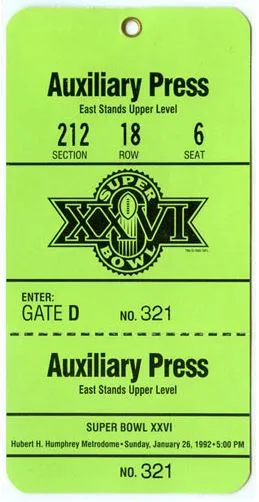 Auxiliary Press
East Stands Upper Level
212 18 6
SECTION ROW SEAT
SUPER
XXVI
BOWL
ENTER:
GATE D NO. 321
Auxiliary Press
East Stands Upper Level
SUPER BOWL XXVI
Hubert H. Humphrey Metrodome•Sunday, January 26, 1992•5:00 PM
NO. 321